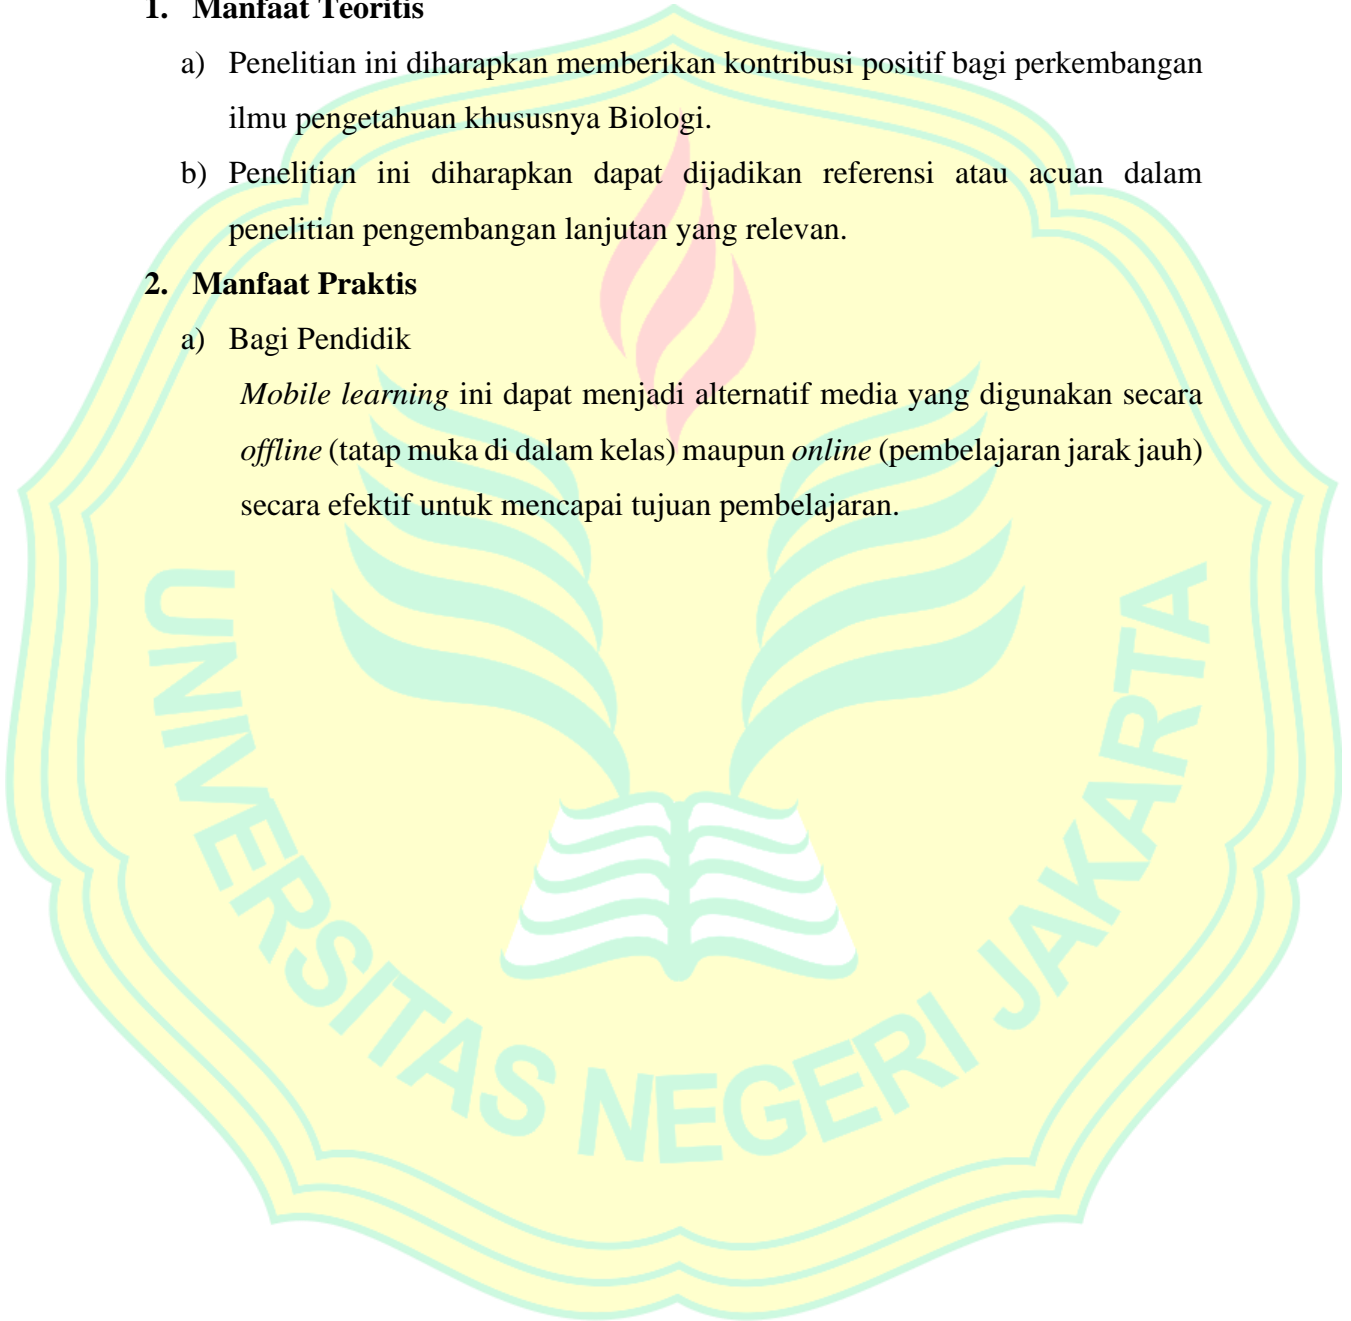 1. Manfaat Teoritis
a) Penelitian ini diharapkan memberikan kontribusi positif bagi perkembangan
ilmu pengetahuan khususnya Biologi.
b) Penelitian ini diharapkan dapat dijadikan referensi atau acuan dalam
penelitian pengembangan lanjutan yang relevan.
2. Manfaat Praktis
a) Bagi Pendidik
Mobile learning ini dapat menjadi alternatif media yang digunakan secara
offline (tatap muka di dalam kelas) maupun online (pembelajaran jarak jauh)
secara efektif untuk mencapai tujuan pembelajaran.
UNIVERSITAS NEGERI JAKARTA